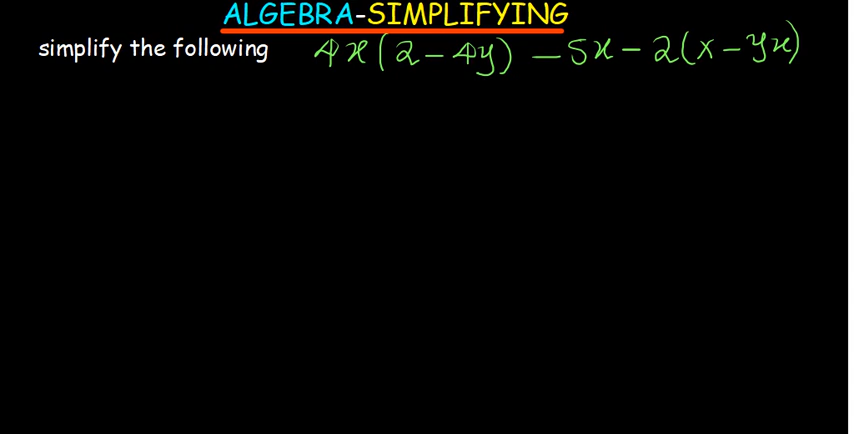 ALGEBRA-SIMPLIFYING
simplify the following 4x(2-4y) -5x-2(x-yx)